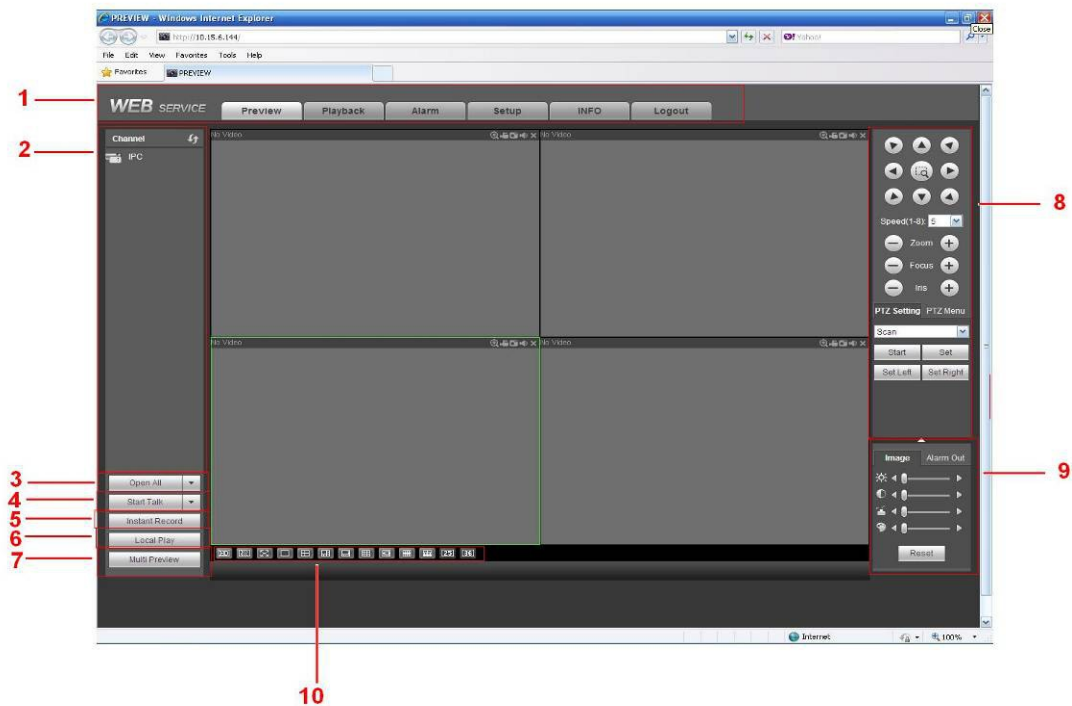 PREVIEW - Windows Internet Explorer
http://10.15.6.144/
Yahoo!
Close
File Edit View Favorites Tools Help
Favorites PREVIEW
1
WEB SERVICE Preview Playback Alarm Setup INFO Logout
2
Channel
IPC
No Video
No Video
8
Speed(1-8): 5
Zoom
Focus
Iris
PTZ Setting PTZ Menu
No Video
No Video
Scan
Start Set
Set Left Set Right
9
Image Alarm Out
Reset
3 Open All
4 Start Talk
5 Instant Record
6 Local Play
7 Multi Preview
25 36
Internet 100%
10